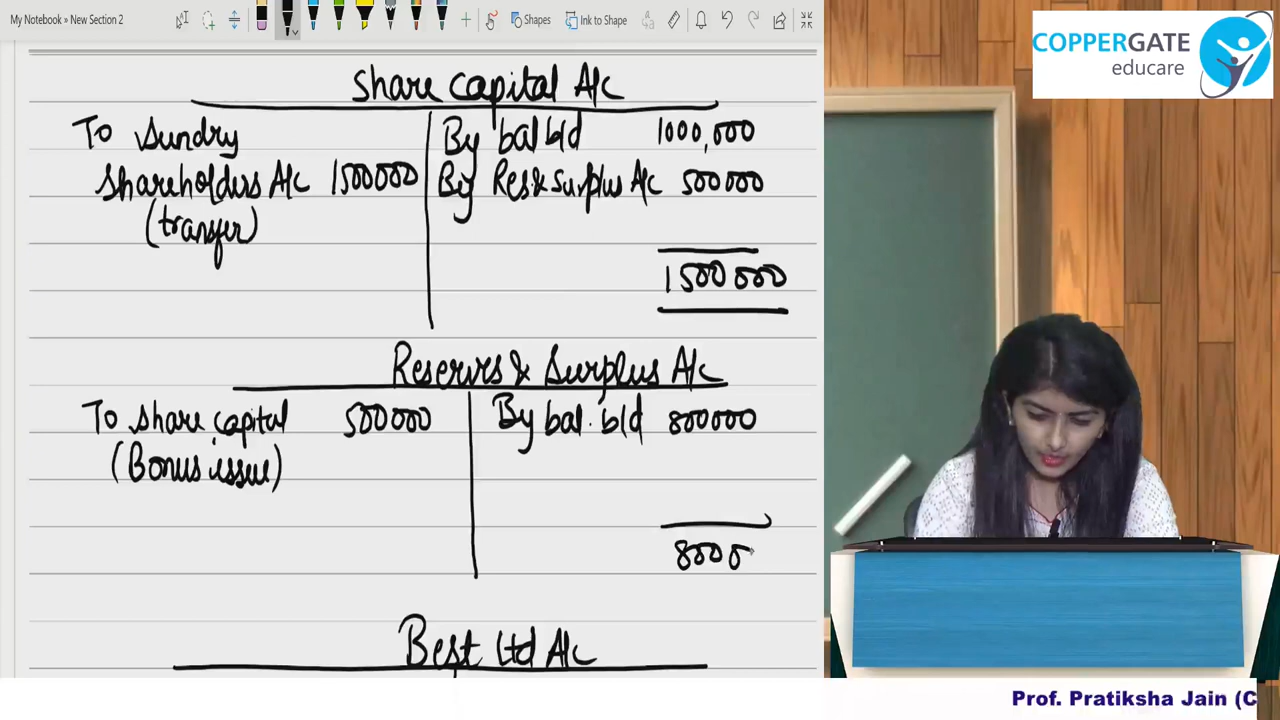 My Notebook » New Section 2
Shapes
Ink to Shape
COPPERGATE
educare
Share Capital A/c
To Sundry
Shareholders A/c 1500000
(transfer)
By bal b/d 1000,000
By Res & Surplus A/c 500000
1500000
Reserves & Surplus A/c
To Share capital 500000
(Bonus issue)
By bal. b/d 800000
8000
Best Ltd A/c
Prof. Pratiksha Jain (C